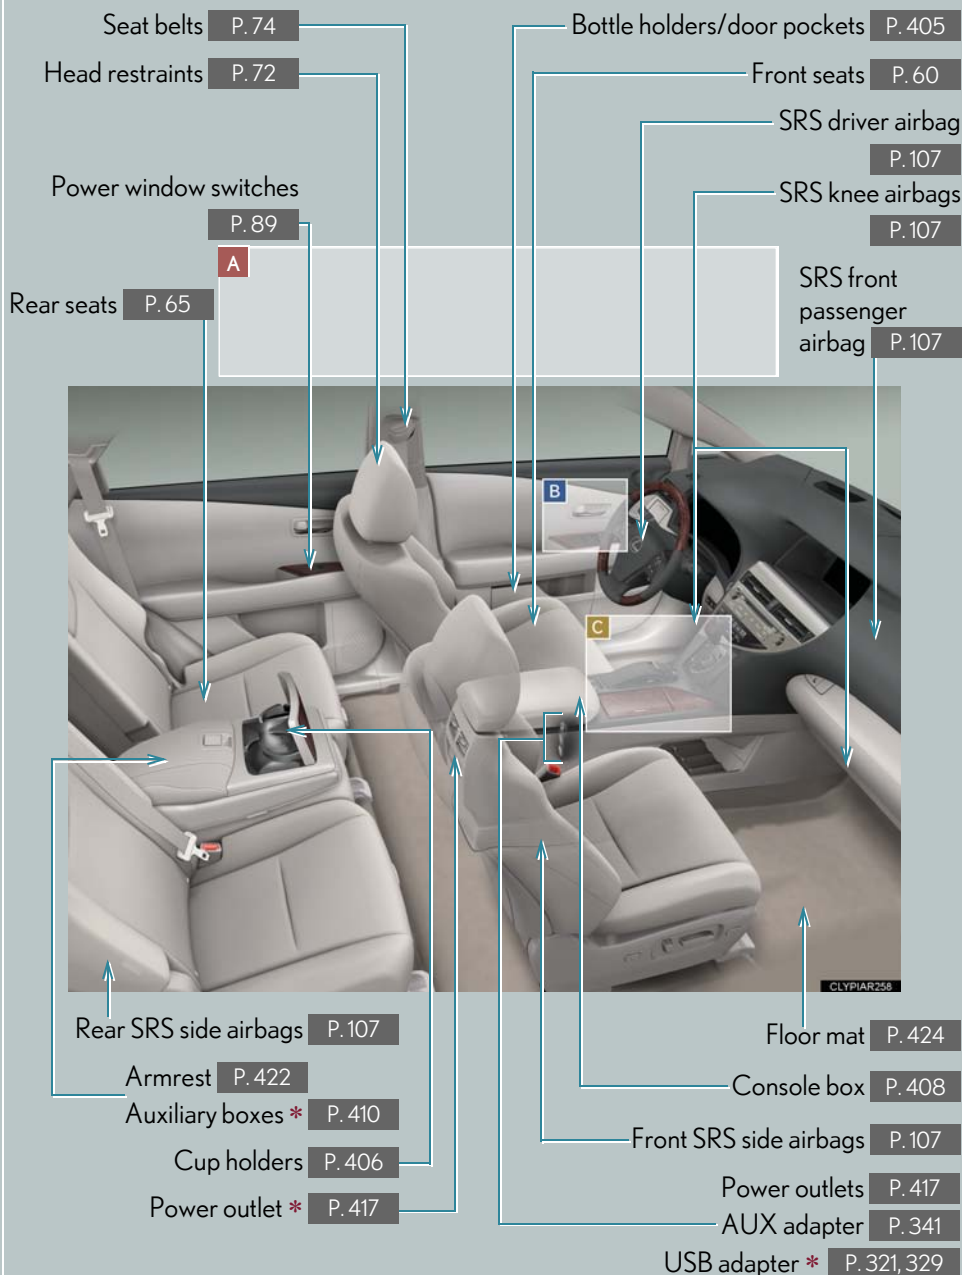 Seat belts P. 74
Head restraints P. 72
Power window switches
P. 89
Rear seats P. 65
Bottle holders/door pockets P. 405
Front seats P. 60
SRS driver airbag
P. 107
SRS knee airbags
P. 107
SRS front
passenger
airbag P. 107
A
B
C
CLYPIAR258
Rear SRS side airbags P. 107
Armrest P. 422
Auxiliary boxes * P. 410
Cup holders P. 406
Power outlet * P. 417
Floor mat P. 424
Console box P. 408
Front SRS side airbags P. 107
Power outlets P. 417
AUX adapter P. 341
USB adapter * P. 321, 329